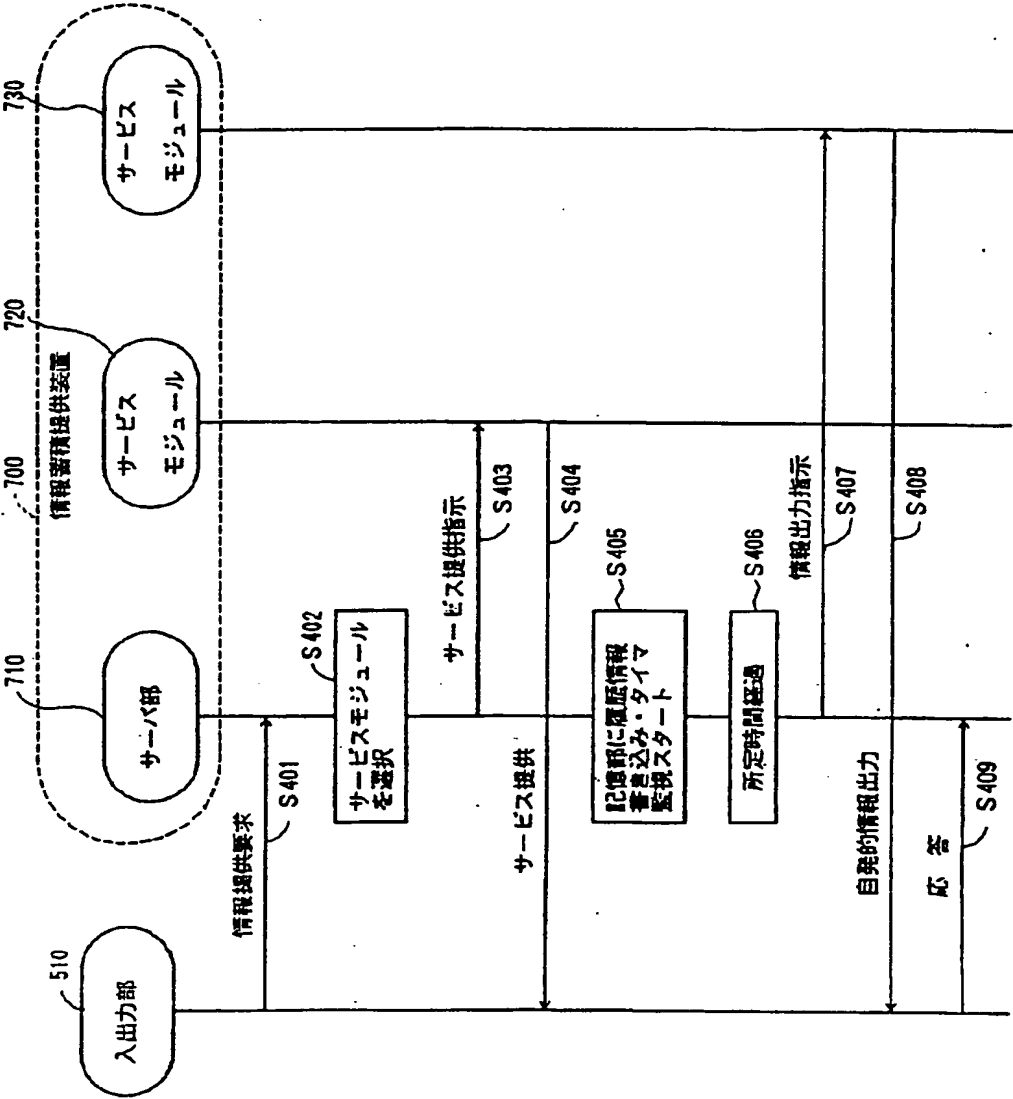 510
入出力部
710
サーバ部
700
情報蓄積提供装置
720
サービス
モジュール
730
サービス
モジュール
情報提供要求
S401
S402
サービスモジュール
を選択
サービス提供指示
S403
サービス提供
S404
S405
記憶部に履歴情報
書き込み・タイマ
監視スタート
S406
所定時間経過
情報出力指示
S407
自発的情報出力
S408
応 答
S409